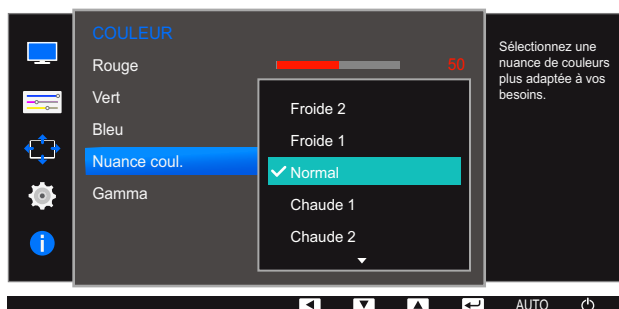 COULEUR
Rouge 50
Vert
Bleu
Nuance coul.
Gamma
Froide 2
Froide 1
Normal
Chaude 1
Chaude 2
Sélectionnez une
nuance de couleurs
plus adaptée à vos
besoins.
AUTO